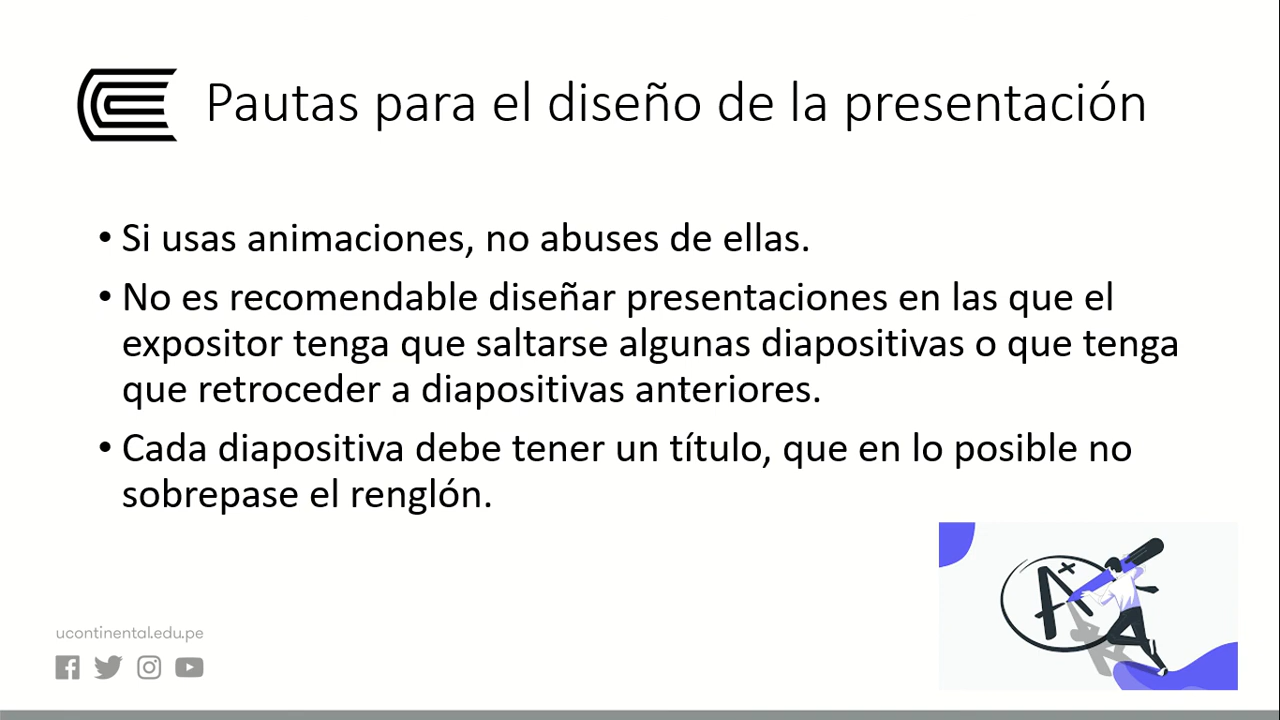 Pautas para el diseño de la presentación
• Si usas animaciones, no abuses de ellas.
• No es recomendable diseñar presentaciones en las que el
expositor tenga que saltarse algunas diapositivas o que tenga
que retroceder a diapositivas anteriores.
• Cada diapositiva debe tener un título, que en lo posible no
sobrepase el renglón.
A+
ucontinental.edu.pe